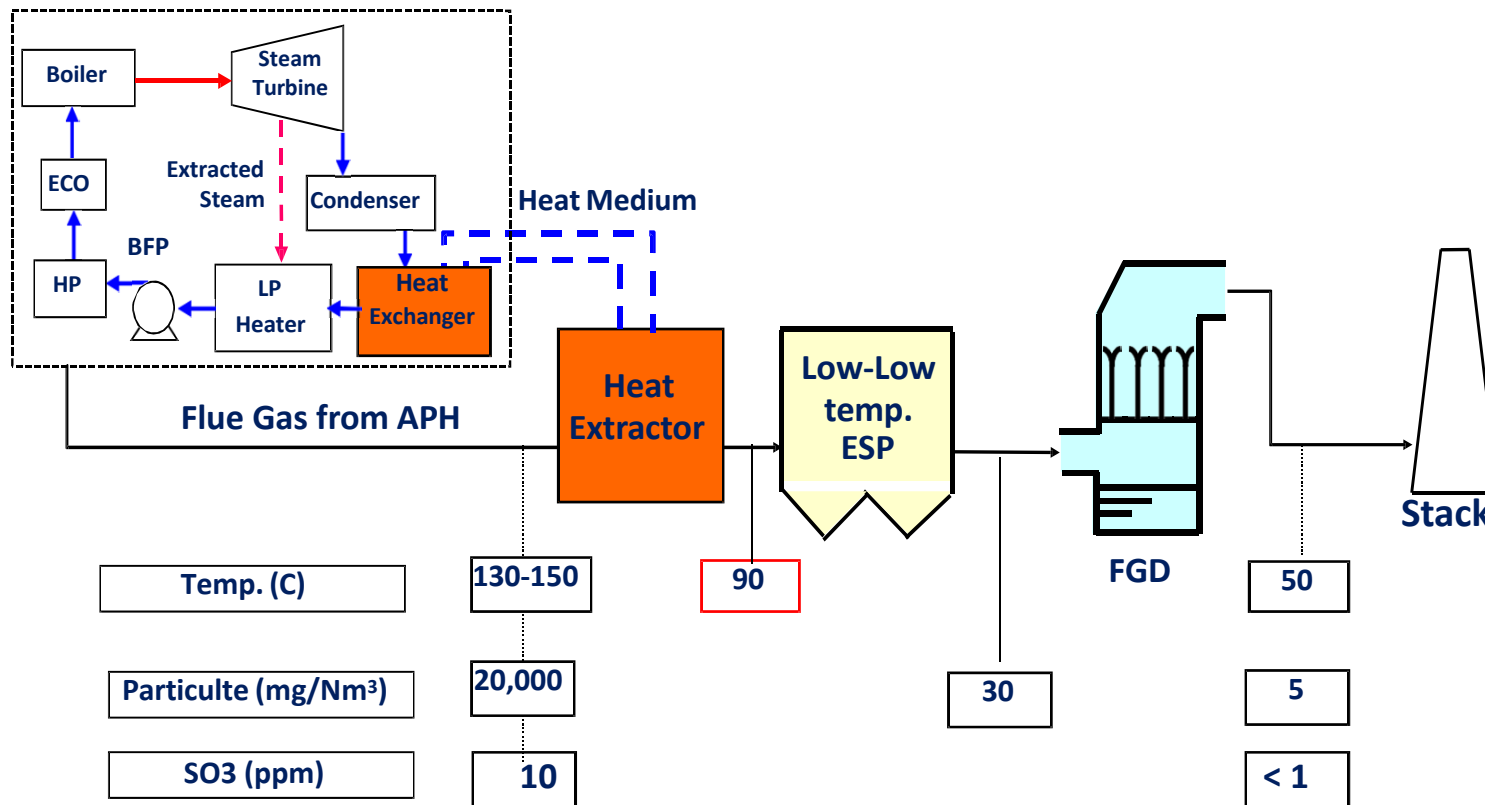 Boiler
Steam
Turbine
ECO
Extracted
Steam
Condenser
Heat Medium
BFP
HP
LP
Heater
Heat
Exchanger
Flue Gas from APH
Heat
Extractor
Low-Low
temp.
ESP
FGD
Stack
Temp. (C)
130-150
90
50
Particulte (mg/Nm³)
20,000
30
5
SO3 (ppm)
10
< 1